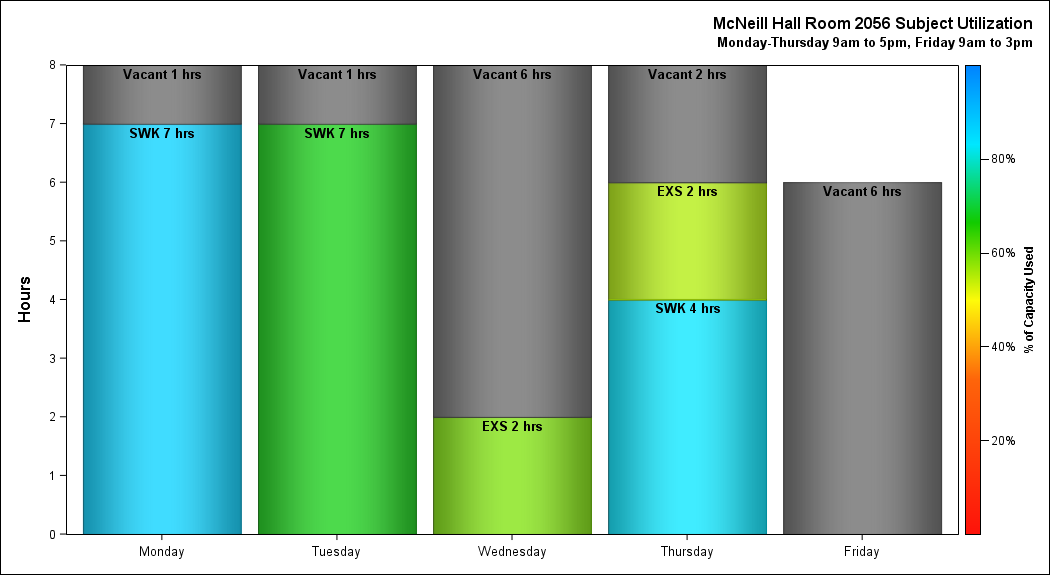 McNeill Hall Room 2056 Subject Utilization
Monday-Thursday 9am to 5pm, Friday 9am to 3pm
Hours
8
7
6
5
4
3
2
1
0
Vacant 1 hrs
SWK 7 hrs
Vacant 1 hrs
SWK 7 hrs
Vacant 6 hrs
EXS 2 hrs
Vacant 2 hrs
EXS 2 hrs
SWK 4 hrs
Vacant 6 hrs
Monday
Tuesday
Wednesday
Thursday
Friday
80%
60%
40%
20%
% of Capacity Used